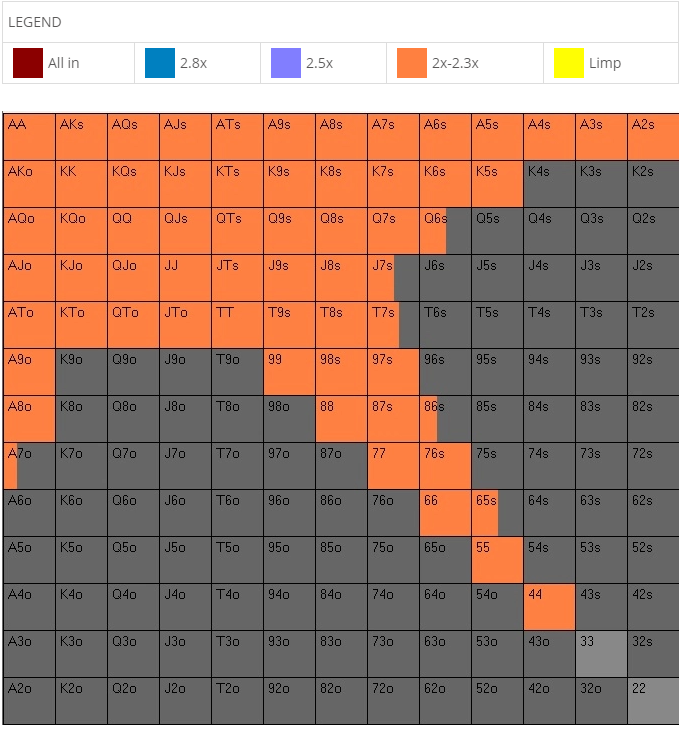 LEGEND
All in 2.8x 2.5x 2x-2.3x Limp
AA AKs AQs AJs ATs A9s A8s A7s A6s A5s A4s A3s A2s
AKo KK KQs KJs KTs K9s K8s K7s K6s K5s K4s K3s K2s
AQo KQo QQ QJs QTs Q9s Q8s Q7s Q6s Q5s Q4s Q3s Q2s
AJo KJo QJo JJ JTs J9s J8s J7s J6s J5s J4s J3s J2s
ATo KTo QTo JTo TT T9s T8s T7s T6s T5s T4s T3s T2s
A9o K9o Q9o J9o T9o 99 98s 97s 96s 95s 94s 93s 92s
A8o K8o Q8o J8o T8o 98o 88 87s 86s 85s 84s 83s 82s
A7o K7o Q7o J7o T7o 97o 87o 77 76s 75s 74s 73s 72s
A6o K6o Q6o J6o T6o 96o 86o 76o 66 65s 64s 63s 62s
A5o K5o Q5o J5o T5o 95o 85o 75o 65o 55 54s 53s 52s
A4o K4o Q4o J4o T4o 94o 84o 74o 64o 54o 44 43s 42s
A3o K3o Q3o J3o T3o 93o 83o 73o 63o 53o 43o 33 32s
A2o K2o Q2o J2o T2o 92o 82o 72o 62o 52o 42o 32o 22